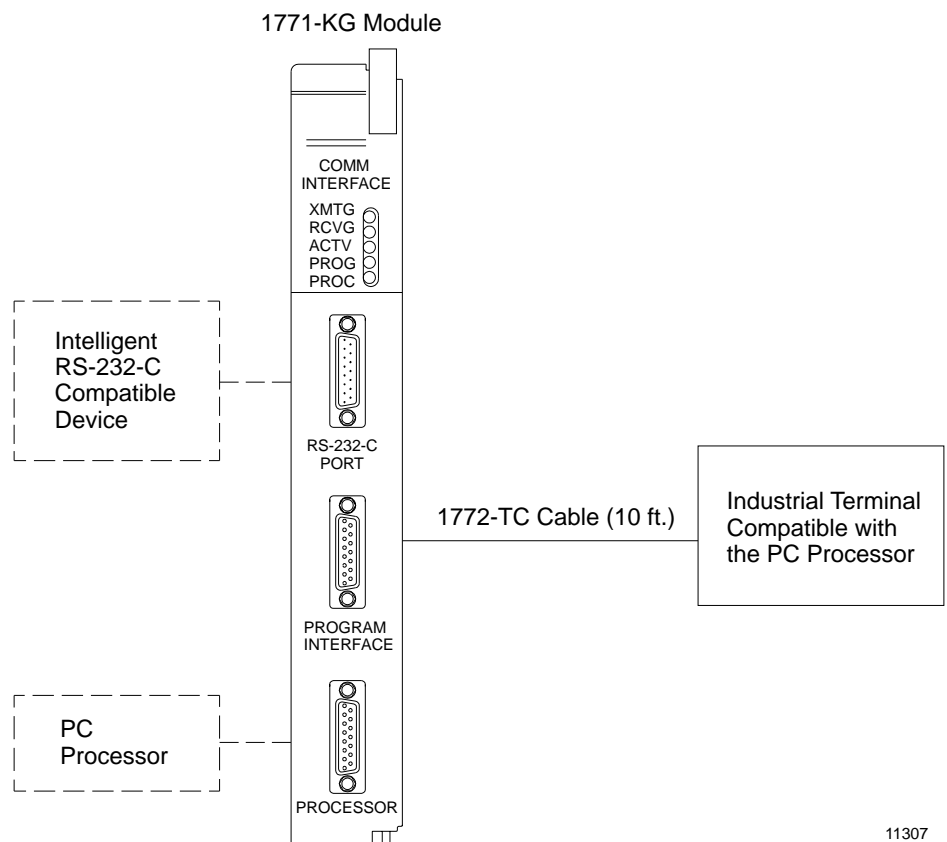 1771-KG Module
COMM
INTERFACE
XMTG
RCVG
ACTV
PROG
PROC
Intelligent
RS-232-C
Compatible
Device
RS-232-C
PORT
1772-TC Cable (10 ft.)
Industrial Terminal
Compatible with
the PC Processor
PROGRAM
INTERFACE
PC
Processor
PROCESSOR
11307